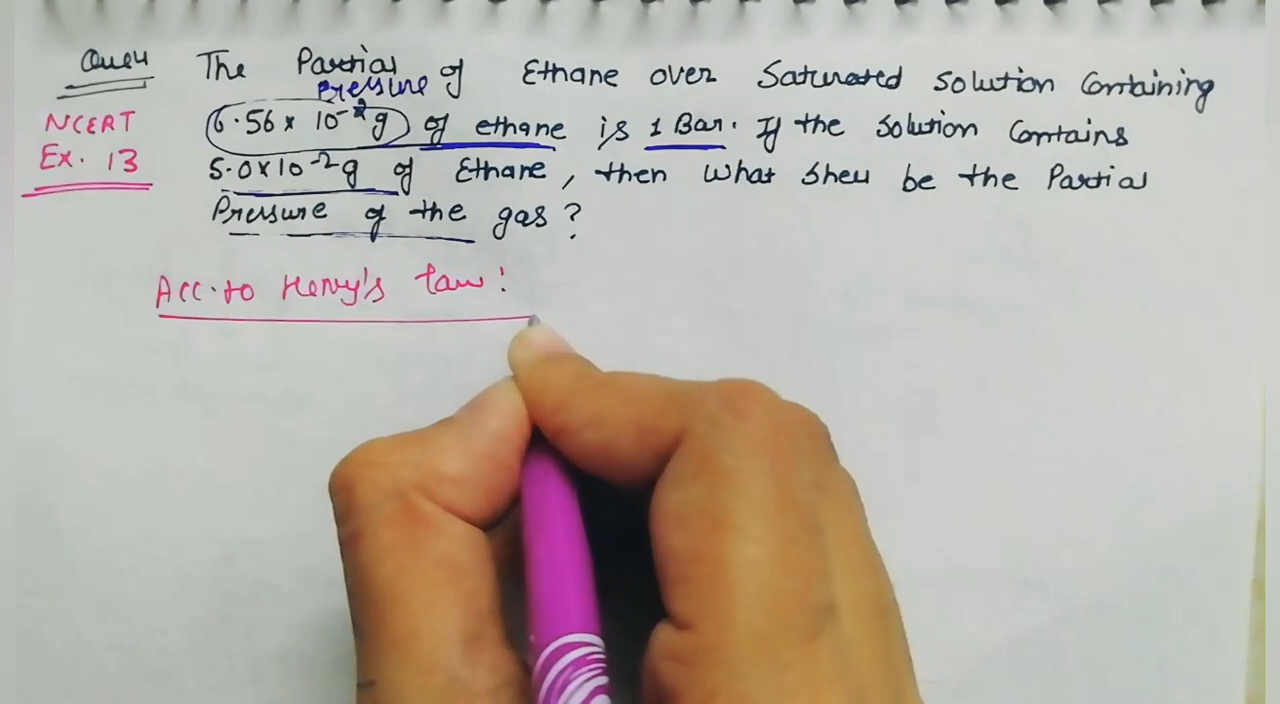 Ques The Partial Pressure of Ethane over Saturated Solution Containing
NCERT 6.56 x 10⁻²g of ethane is 1 Bar. If the Solution Contains
Ex. 13 5.0x10⁻²g of Ethane, then what shell be the Partial
Pressure of the gas?
Acc. to Henry's law: